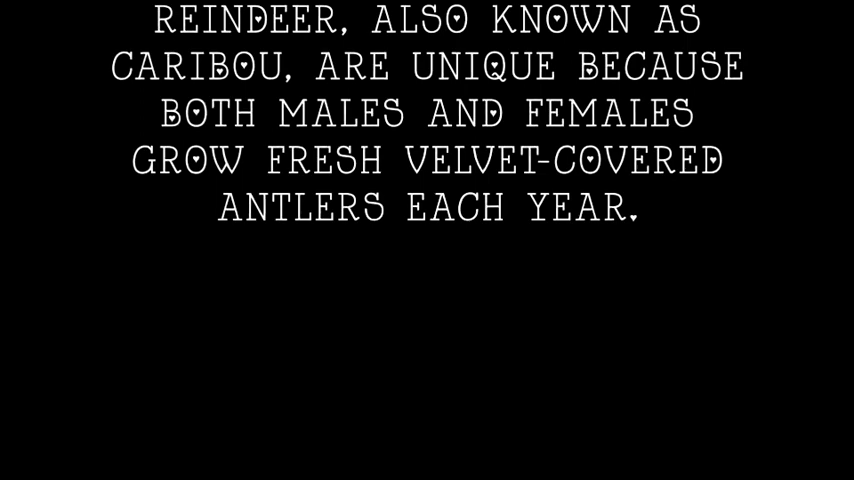 REINDEER, ALSO KNOWN AS
CARIBOU, ARE UNIQUE BECAUSE
BOTH MALES AND FEMALES
GROW FRESH VELVET-COVERED
ANTLERS EACH YEAR.